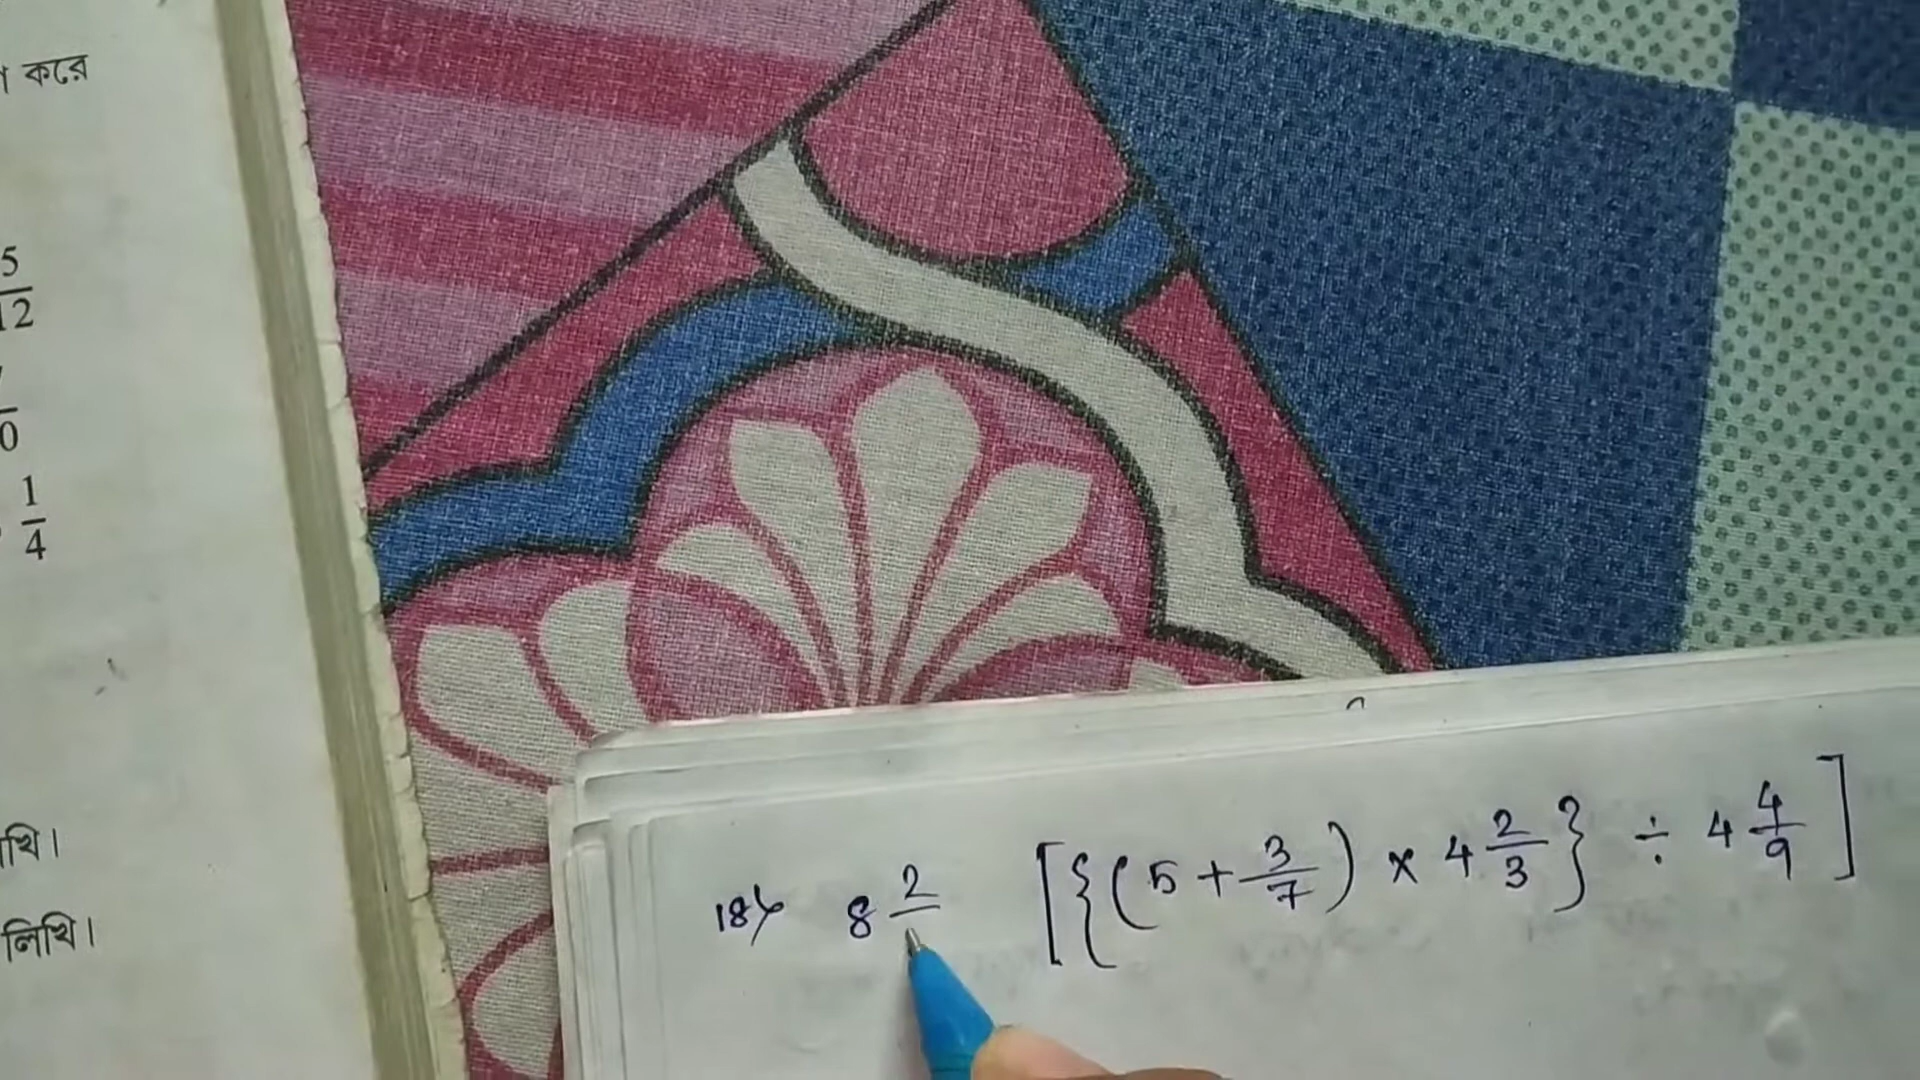 করে
5/12
0
1/4
লিখি।
18) 8 2/ [{(5 + 3/7) × 4 2/3} ÷ 4 4/9]